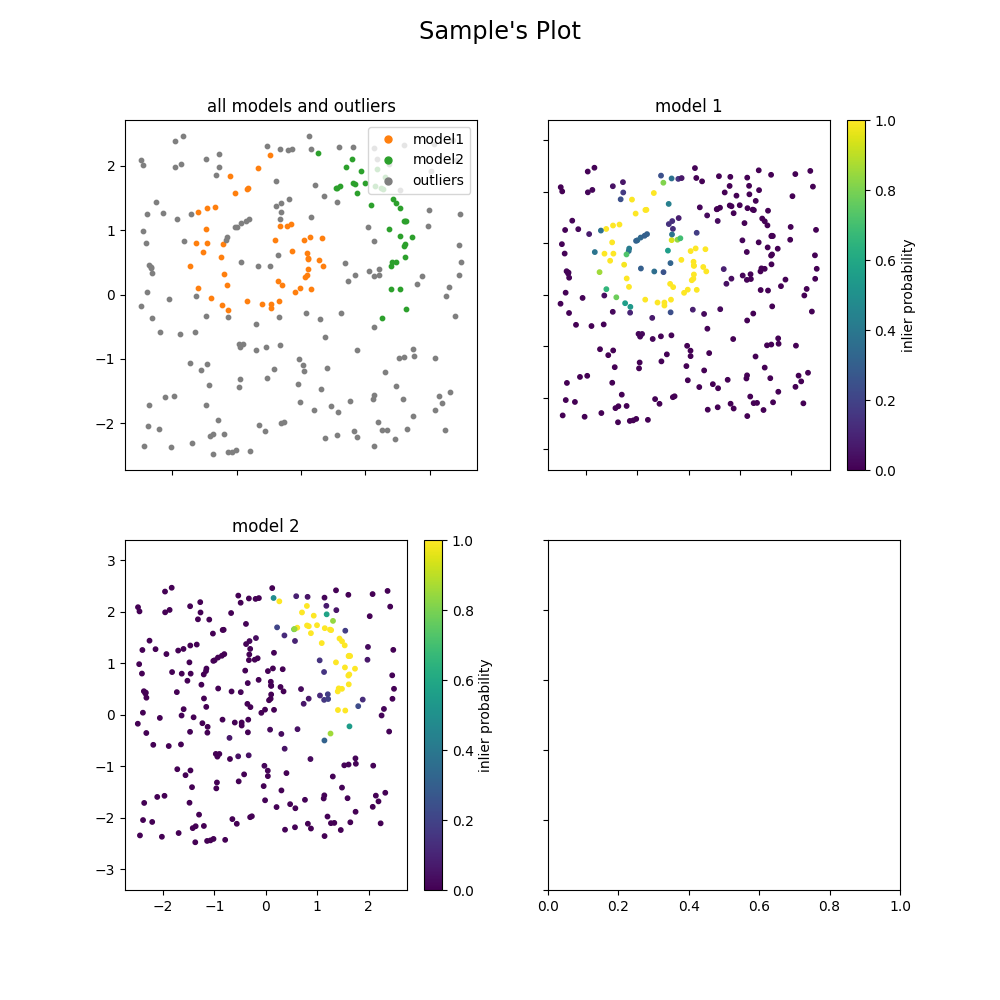 Sample's Plot
all models and outliers
model1
model2
outliers
2
1
0
−1
−2
model 1
1.0
0.8
0.6
0.4
0.2
0.0
inlier probability
model 2
3
2
1
0
−1
−2
−3
−2 −1 0 1 2
1.0
0.8
0.6
0.4
0.2
0.0
inlier probability
0.0 0.2 0.4 0.6 0.8 1.0